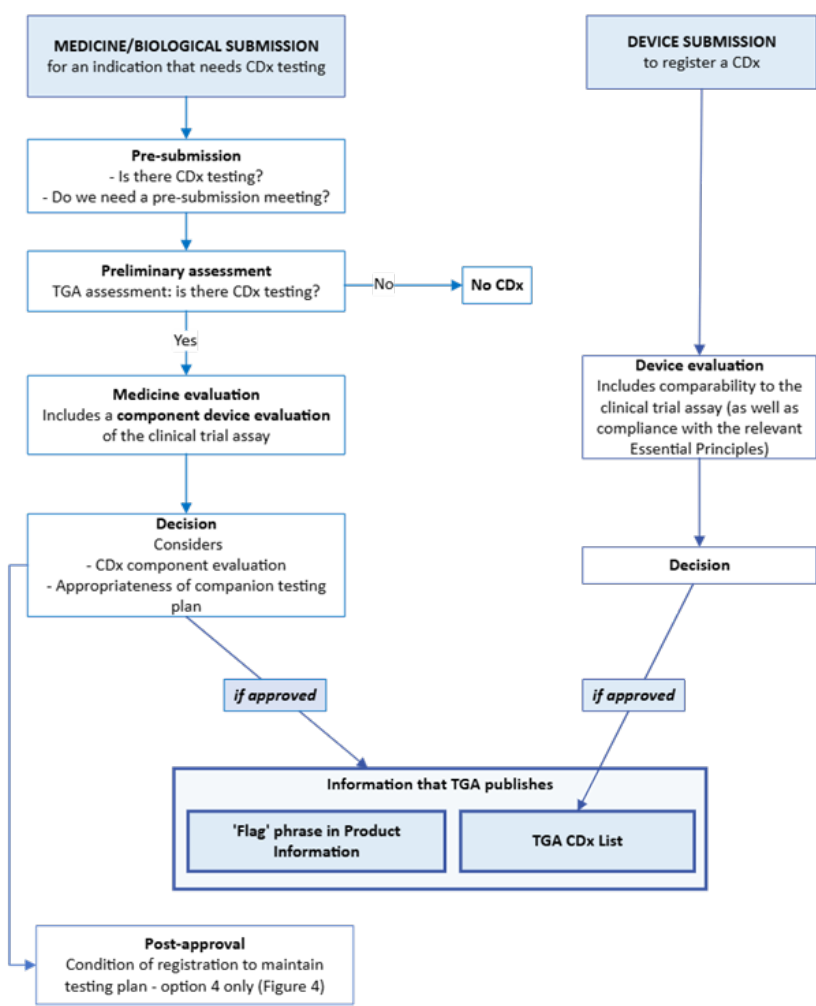 MEDICINE/BIOLOGICAL SUBMISSION
for an indication that needs CDx testing
DEVICE SUBMISSION
to register a CDx
Pre-submission
- Is there CDx testing?
- Do we need a pre-submission meeting?
Preliminary assessment
TGA assessment: is there CDx testing?
No
No CDx
Yes
Medicine evaluation
Includes a component device evaluation
of the clinical trial assay
Device evaluation
Includes comparability to the
clinical trial assay (as well as
compliance with the relevant
Essential Principles)
Decision
Considers
- CDx component evaluation
- Appropriateness of companion testing
plan
Decision
if approved
if approved
Information that TGA publishes
'Flag' phrase in Product
Information
TGA CDx List
Post-approval
Condition of registration to maintain
testing plan - option 4 only (Figure 4)